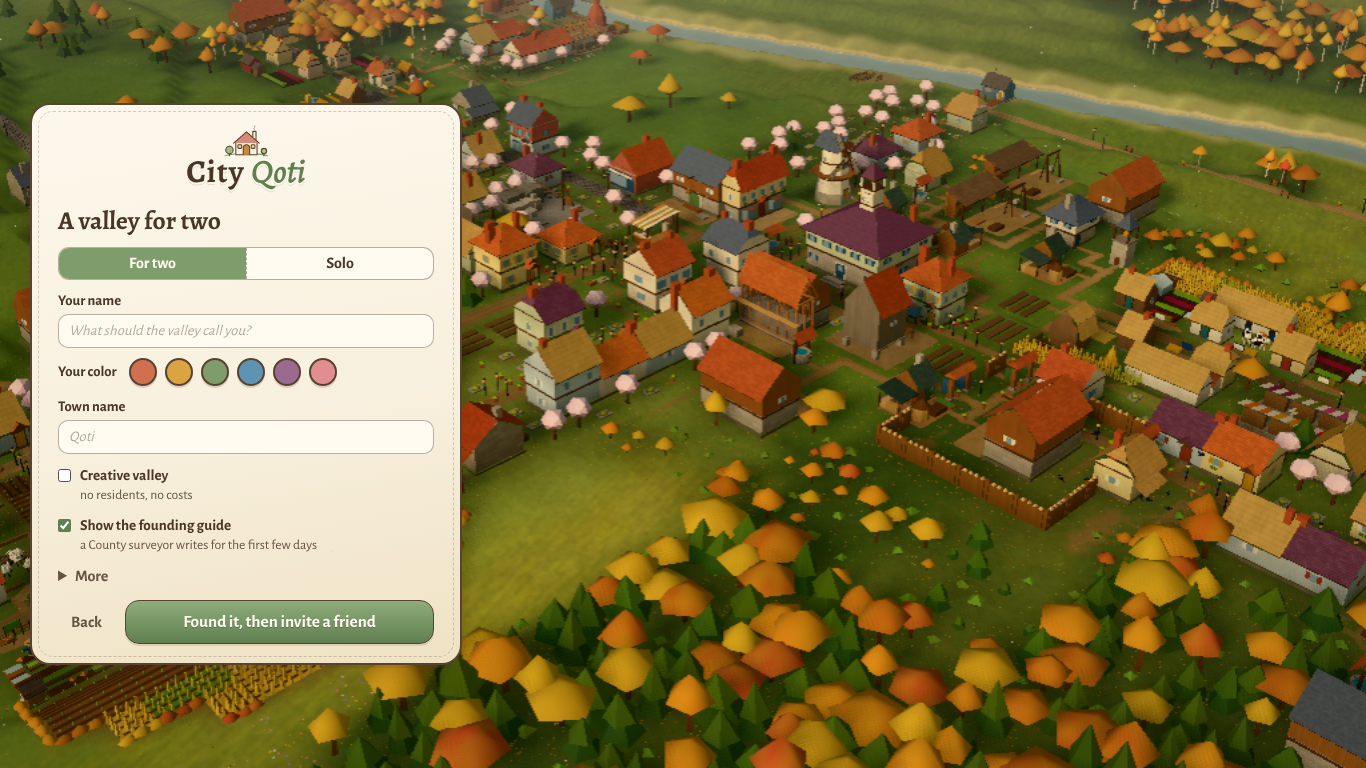 City Qoti
A valley for two
For two
Solo
Your name
What should the valley call you?
Your color
Town name
Qoti
Creative valley
no residents, no costs
Show the founding guide
a County surveyor writes for the first few days
More
Back
Found it, then invite a friend